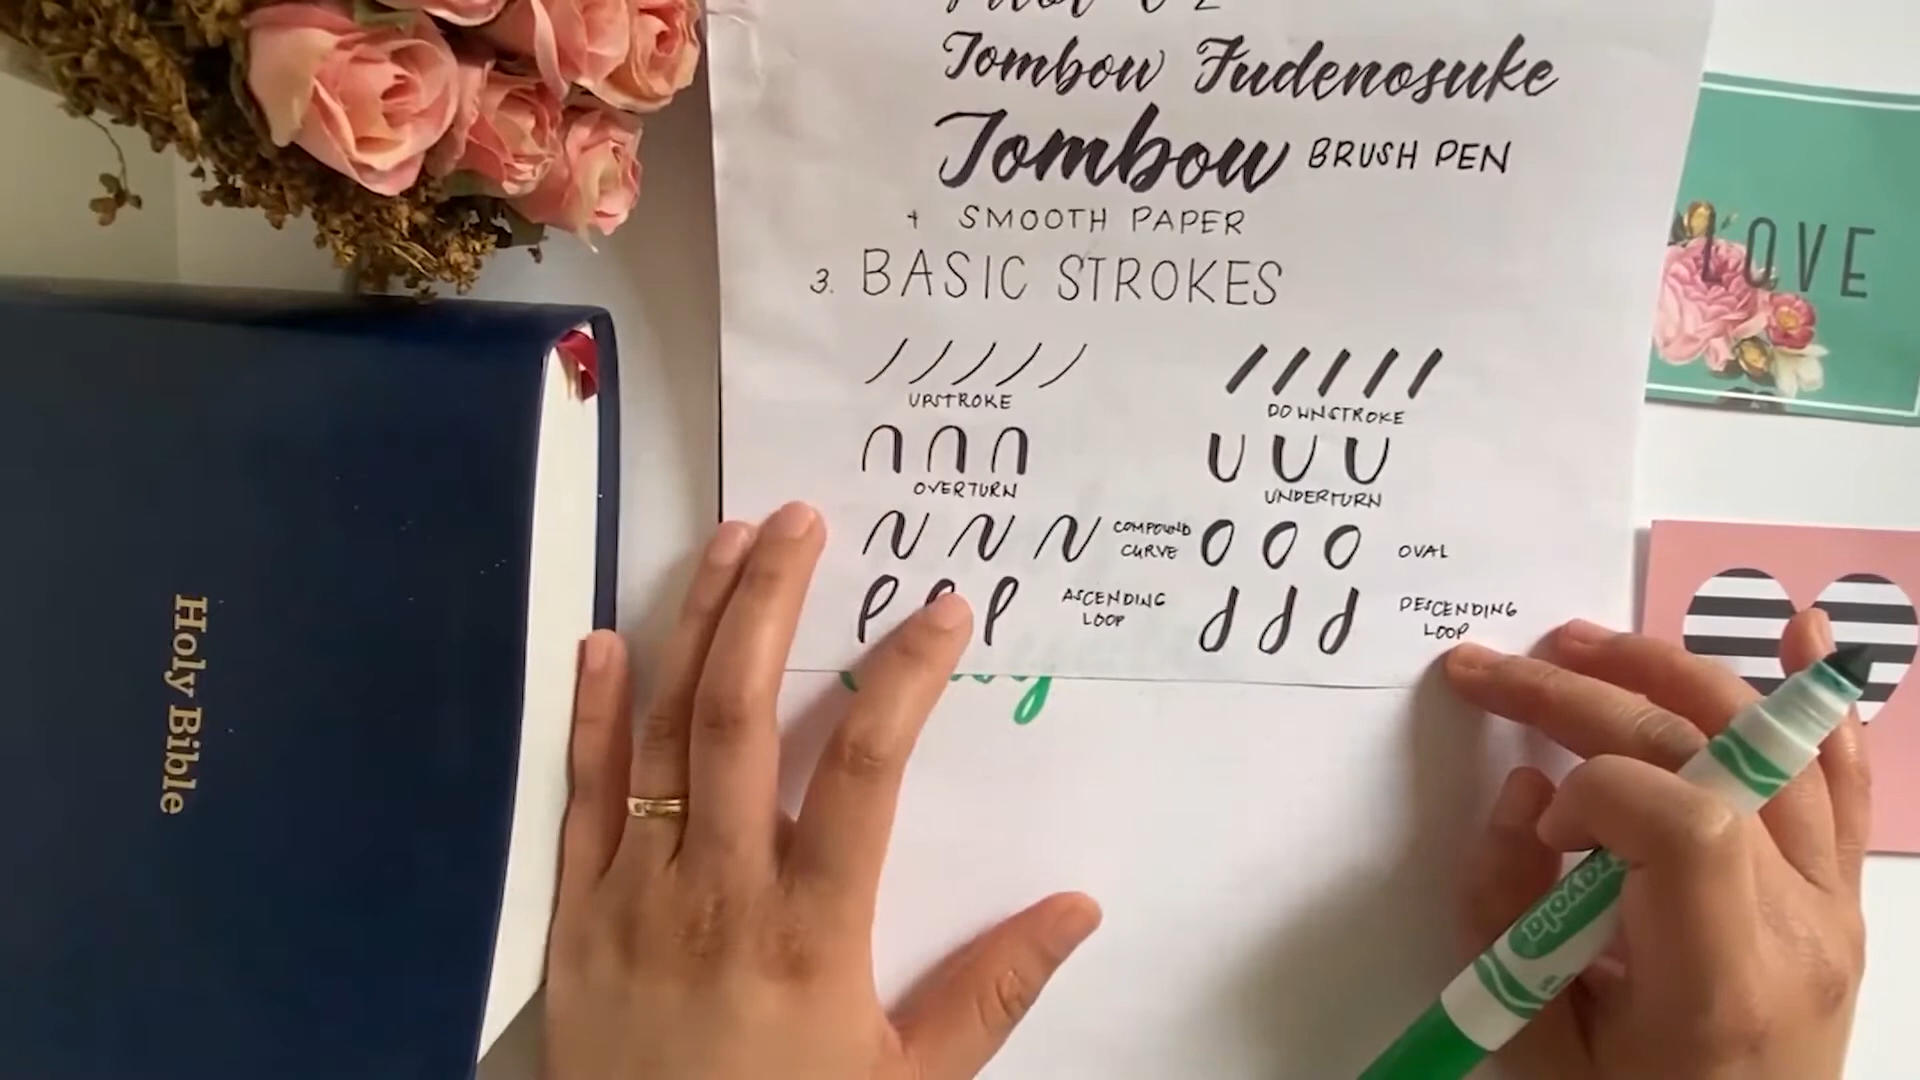 Tombow Fudenosuke
Tombow BRUSH PEN
+ SMOOTH PAPER
3. BASIC STROKES
UPSTROKE
DOWNSTROKE
OVERTURN
UNDERTURN
COMPOUND
CURVE
OVAL
ASCENDING
LOOP
DESCENDING
LOOP
LOVE
Holy Bible
Crayola